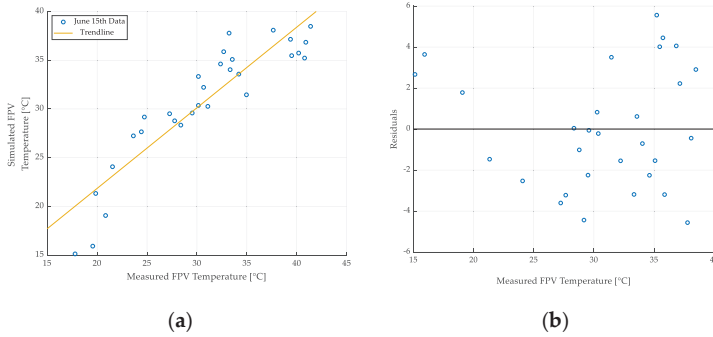 40
35
30
25
20
15
Simulated FPV
Temperature [°C]
June 15th Data
Trendline
15 20 25 30 35 40 45
Measured FPV Temperature [°C]
(a)
6
4
2
0
-2
-4
-6
Residuals
15 20 25 30 35 40
Measured FPV Temperature [°C]
(b)